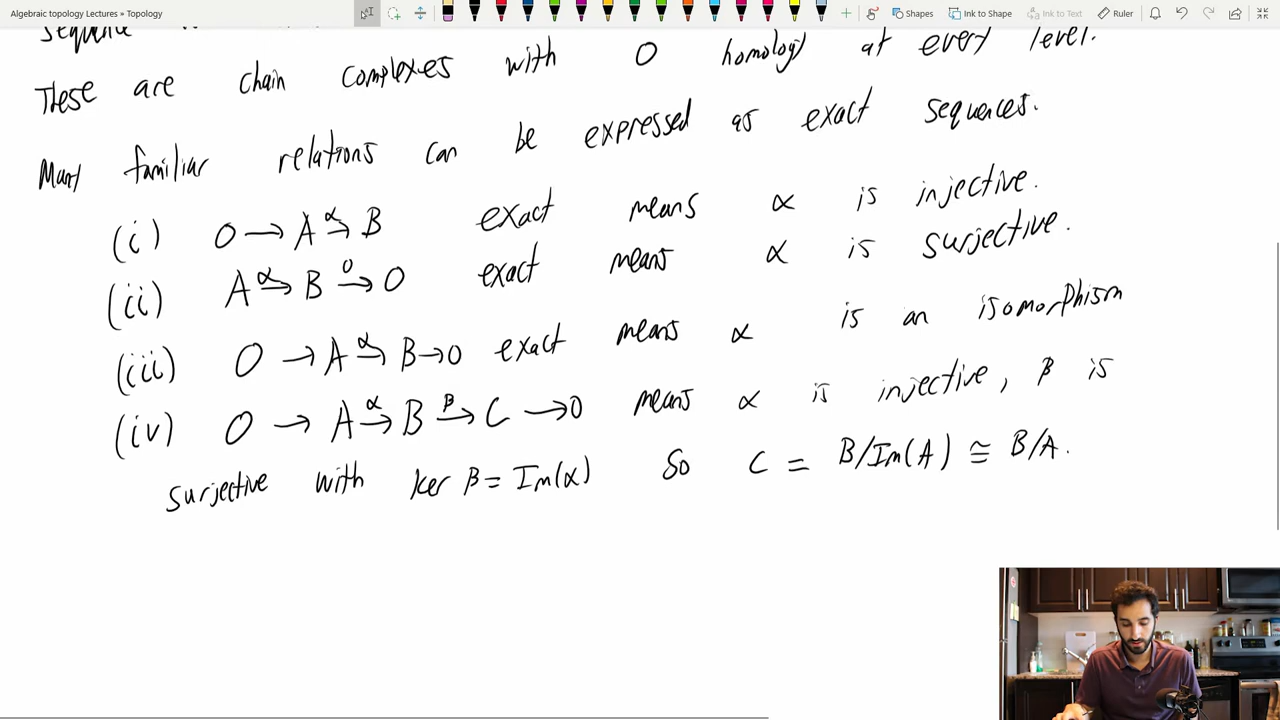 Algebraic topology Lectures » Topology
Shapes
Ink to Shape
Ink to Text
Ruler
sequence
These are chain complexes with 0 homology at every level.
Many familiar relations can be expressed as exact sequences.
(i) 0 → A →α B exact means α is injective.
(ii) A →α B →0 0 exact means α is surjective.
(iii) 0 → A →α B → 0 exact means α is an isomorphism
(iv) 0 → A →α B →β C → 0 means α is injective, β is
surjective with ker β = Im(α) So C = B/Im(A) ≅ B/A.